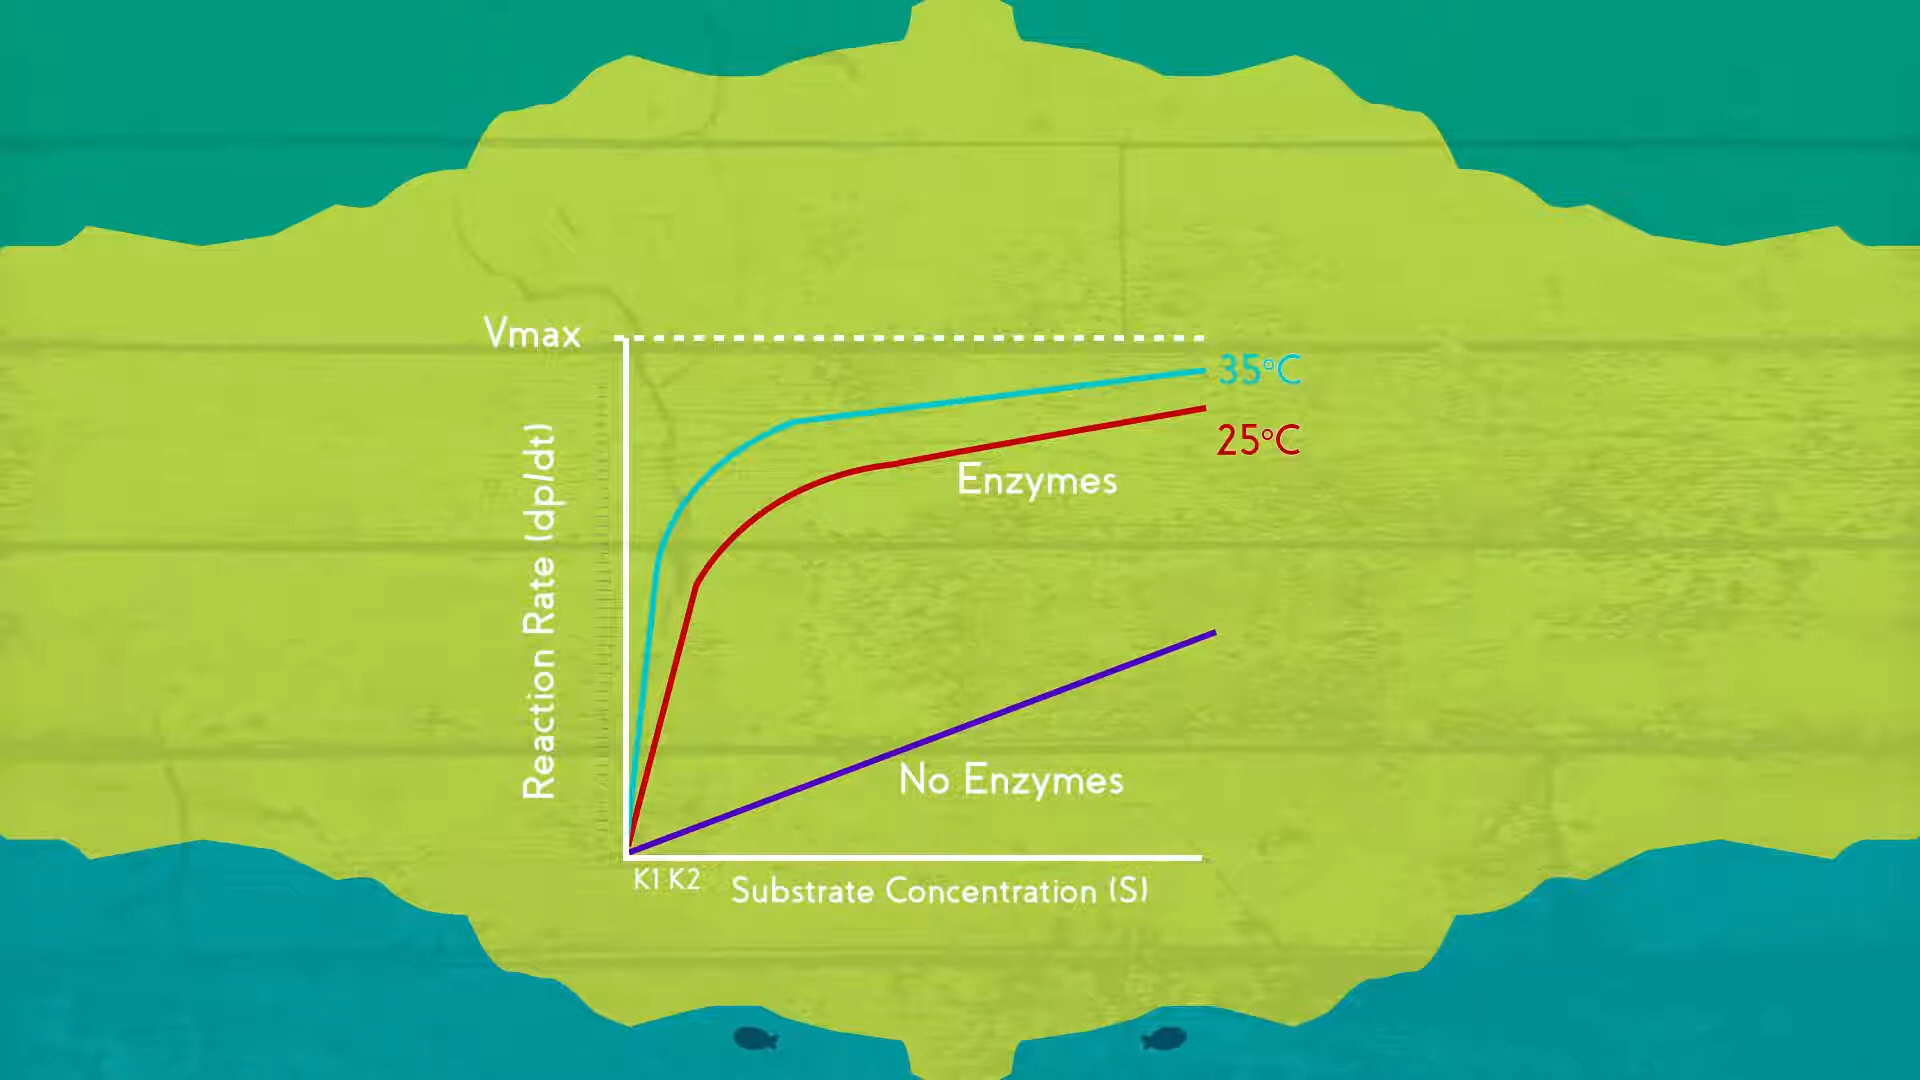 Vmax
35°C
25°C
Enzymes
Reaction Rate (dp/dt)
No Enzymes
K1 K2
Substrate Concentration (S)